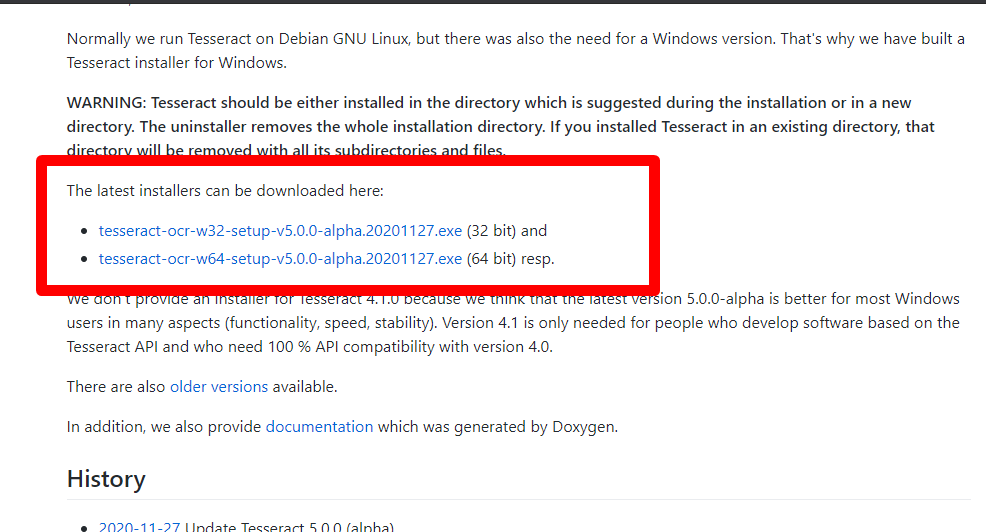 Normally we run Tesseract on Debian GNU Linux, but there was also the need for a Windows version. That's why we have built a
Tesseract installer for Windows.
WARNING: Tesseract should be either installed in the directory which is suggested during the installation or in a new
directory. The uninstaller removes the whole installation directory. If you installed Tesseract in an existing directory, that
directory will be removed with all its subdirectories and files.
The latest installers can be downloaded here:
• tesseract-ocr-w32-setup-v5.0.0-alpha.20201127.exe (32 bit) and
• tesseract-ocr-w64-setup-v5.0.0-alpha.20201127.exe (64 bit) resp.
We don't provide an installer for Tesseract 4.1.0 because we think that the latest version 5.0.0-alpha is better for most Windows
users in many aspects (functionality, speed, stability). Version 4.1 is only needed for people who develop software based on the
Tesseract API and who need 100 % API compatibility with version 4.0.
There are also older versions available.
In addition, we also provide documentation which was generated by Doxygen.
History
• 2020-11-27 Update Tesseract 5.0.0 (alpha)